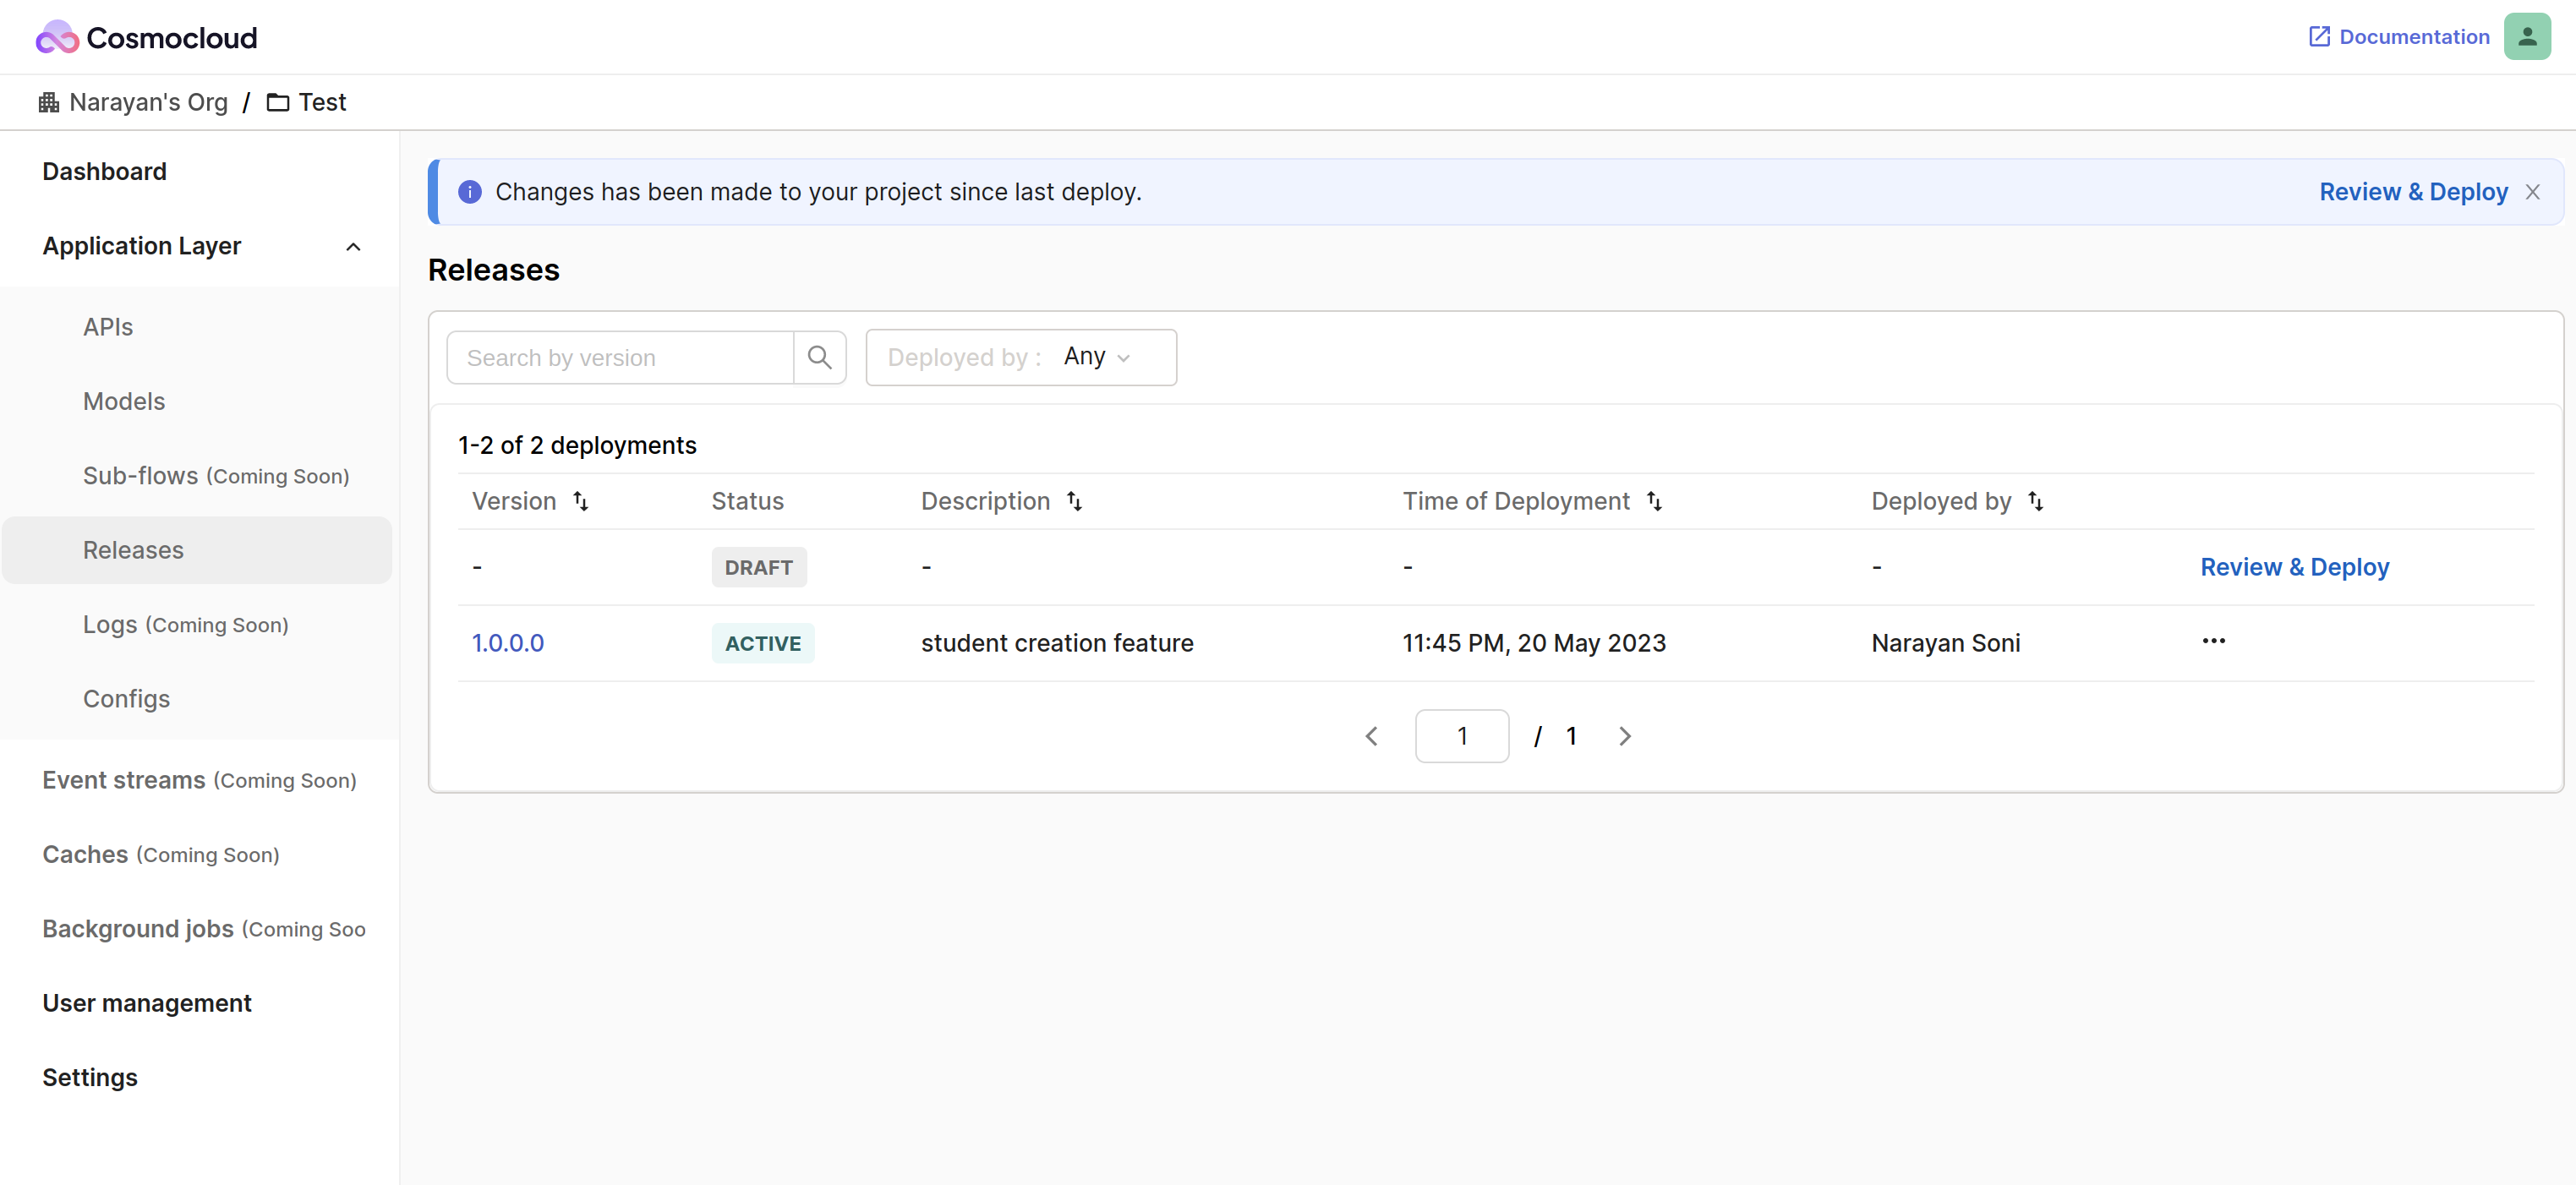 Cosmocloud
Documentation
Narayan's Org / Test
Dashboard
Application Layer
APIs
Models
Sub-flows (Coming Soon)
Releases
Logs (Coming Soon)
Configs
Event streams (Coming Soon)
Caches (Coming Soon)
Background jobs (Coming Soo
User management
Settings
Changes has been made to your project since last deploy.
Review & Deploy
Releases
Search by version
Deployed by : Any
1-2 of 2 deployments
Version Status Description Time of Deployment Deployed by
- DRAFT - - - Review & Deploy
1.0.0.0 ACTIVE student creation feature 11:45 PM, 20 May 2023 Narayan Soni ...
1 / 1